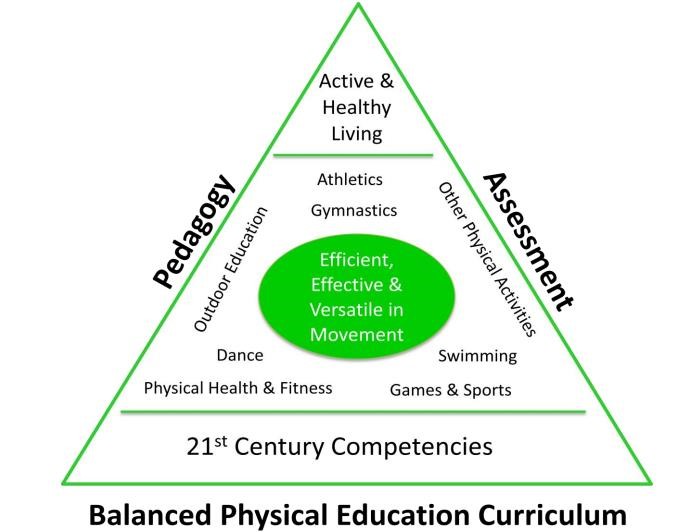 Active &
Healthy
Living
Athletics
Gymnastics
Pedagogy
Assessment
Outdoor Education
Other Physical Activities
Efficient,
Effective &
Versatile in
Movement
Dance
Swimming
Physical Health & Fitness
Games & Sports
21st Century Competencies
Balanced Physical Education Curriculum